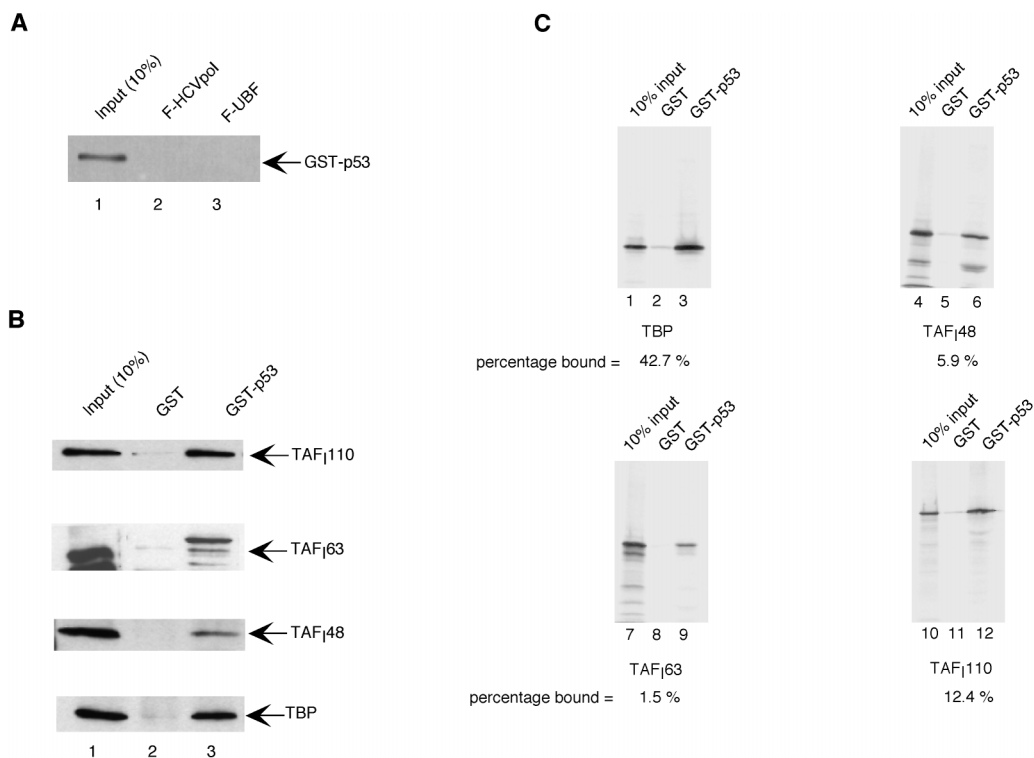 A
Input (10%)
F-HCVpol
F-UBF
GST-p53
1 2 3
B
Input (10%)
GST
GST-p53
TAFI110
TAFI63
TAFI48
TBP
1 2 3
C
10% input
GST
GST-p53
1 2 3
TBP
percentage bound = 42.7 %
10% input
GST
GST-p53
4 5 6
TAFI48
5.9 %
10% input
GST
GST-p53
7 8 9
TAFI63
percentage bound = 1.5 %
10% input
GST
GST-p53
10 11 12
TAFI110
12.4 %